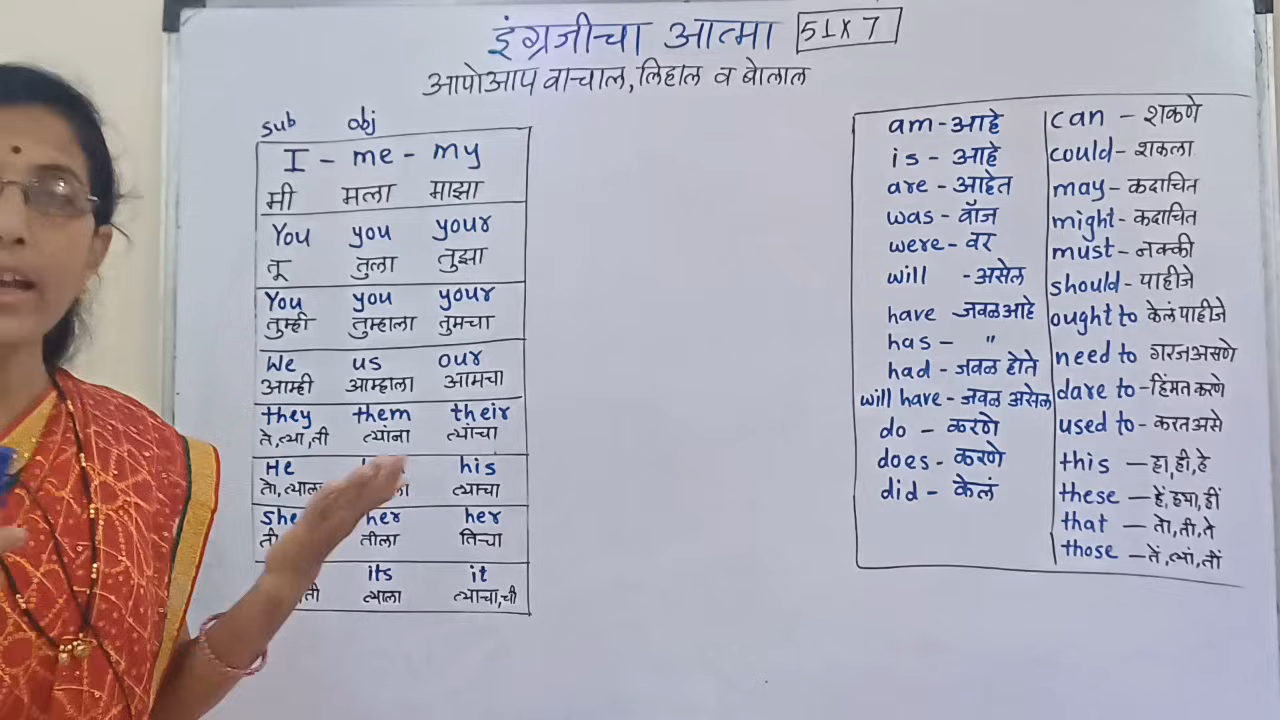 इंग्रजीचा आत्मा 51x7
आपोआप वाचाल, लिहाल व बोलाल
sub obj
I - me - my
मी मला माझा
You you your
तू तुला तुझा
You you your
तुम्ही तुम्हाला तुमचा
We us our
आम्ही आम्हाला आमचा
they them their
ते, त्या, ती त्यांना त्यांचा
He his
तो, त्याला त्याचा
She her her
तीला तिचा
its it
त्याला त्याचा, ची
am - आहे
is - आहे
are - आहेत
was - वॉज
were - वर
will - असेल
have - जवळ आहे
has - "
had - जवळ होते
will have - जवळ असेल
do - करणे
does - करणे
did - केलं
can - शकणे
could - शकला
may - कदाचित
might - कदाचित
must - नक्की
should - पाहीजे
ought to केलं पाहीजे
need to गरज असणे
dare to - हिंमत करणे
used to - करत असे
this - हा, ही, हे
these - हें, ह्या, हीं
that - तो, ती, ते
those - तें, त्यां, तीं